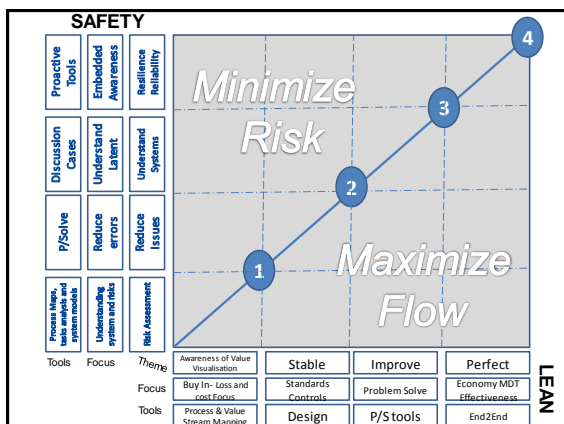 SAFETY
Proactive
Tools
Embedded
Awareness
Resilience
Reliability
Discussion
Cases
Understand
Latent
Understand
Systems
P/Solve
Reduce
errors
Reduce
Issues
Process Maps,
tasks analysis and
system models
Understanding
system and risks
Risk Assessment
Tools
Focus
Theme
Minimize
Risk
Maximize
Flow
4
3
2
1
Awareness of Value
Visualisation
Stable
Improve
Perfect
Focus
Buy In- Loss and
cost Focus
Standards
Controls
Problem Solve
Economy MDT
Effectiveness
Tools
Process & Value
Stream Mapping
Design
P/S tools
End2End
LEAN